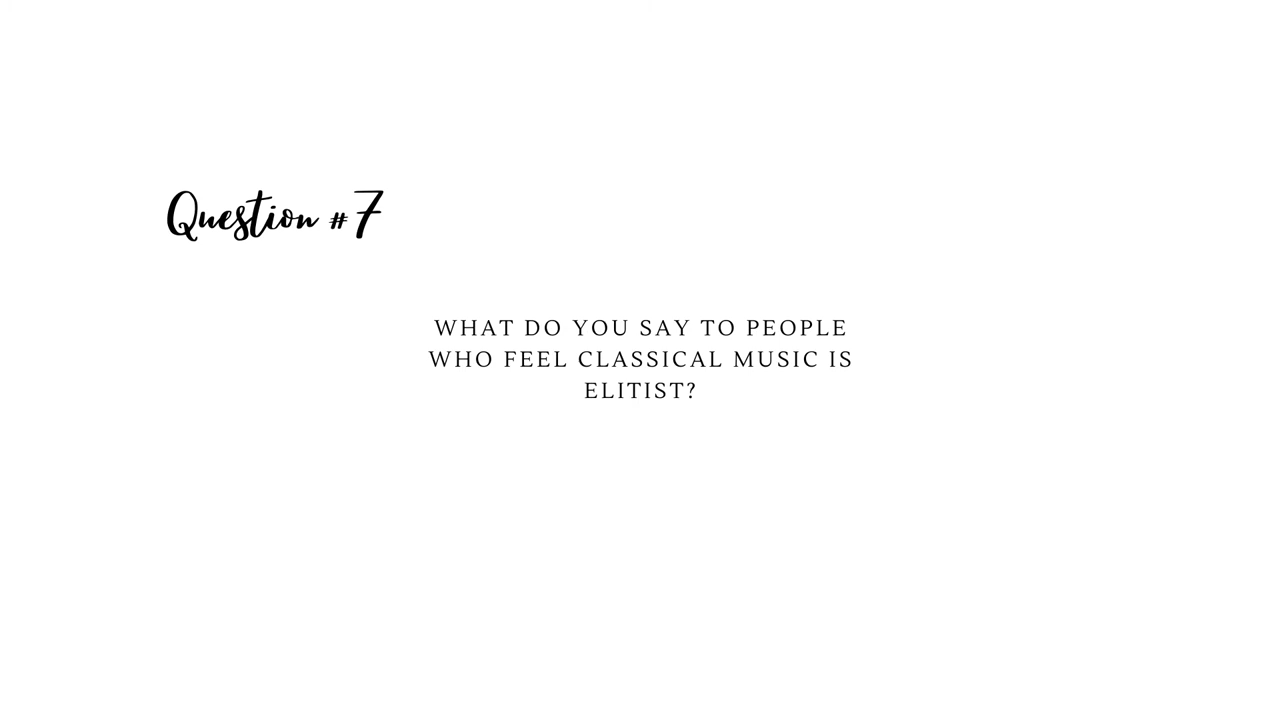 Question #7
WHAT DO YOU SAY TO PEOPLE
WHO FEEL CLASSICAL MUSIC IS
ELITIST?